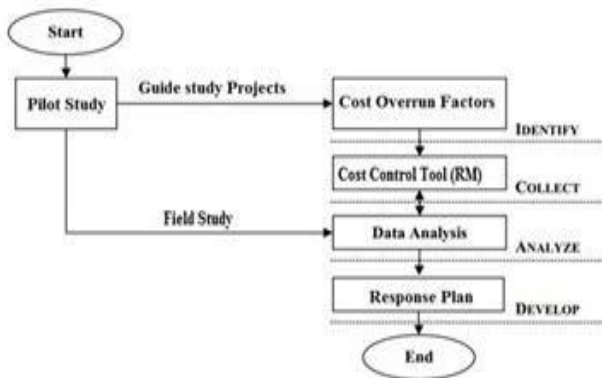 Start
Guide study Projects
Pilot Study
Cost Overrun Factors
IDENTIFY
Cost Control Tool (RM)
COLLECT
Field Study
Data Analysis
ANALYZE
Response Plan
DEVELOP
End